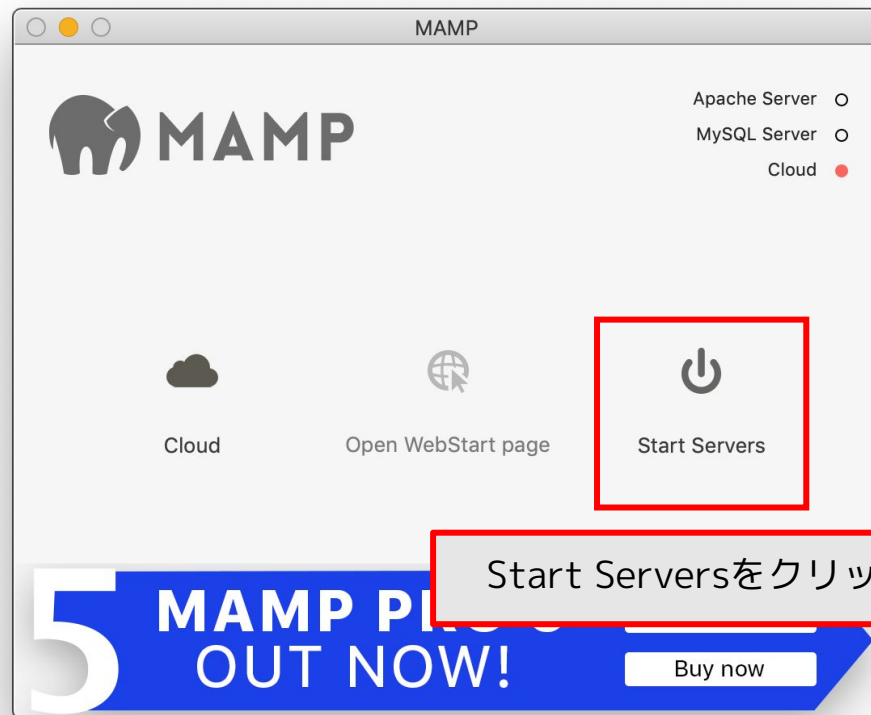 MAMP
MAMP
Apache Server
MySQL Server
Cloud
Cloud
Open WebStart page
Start Servers
Start Serversをクリッ
5
MAMP
OUT NOW!
Buy now